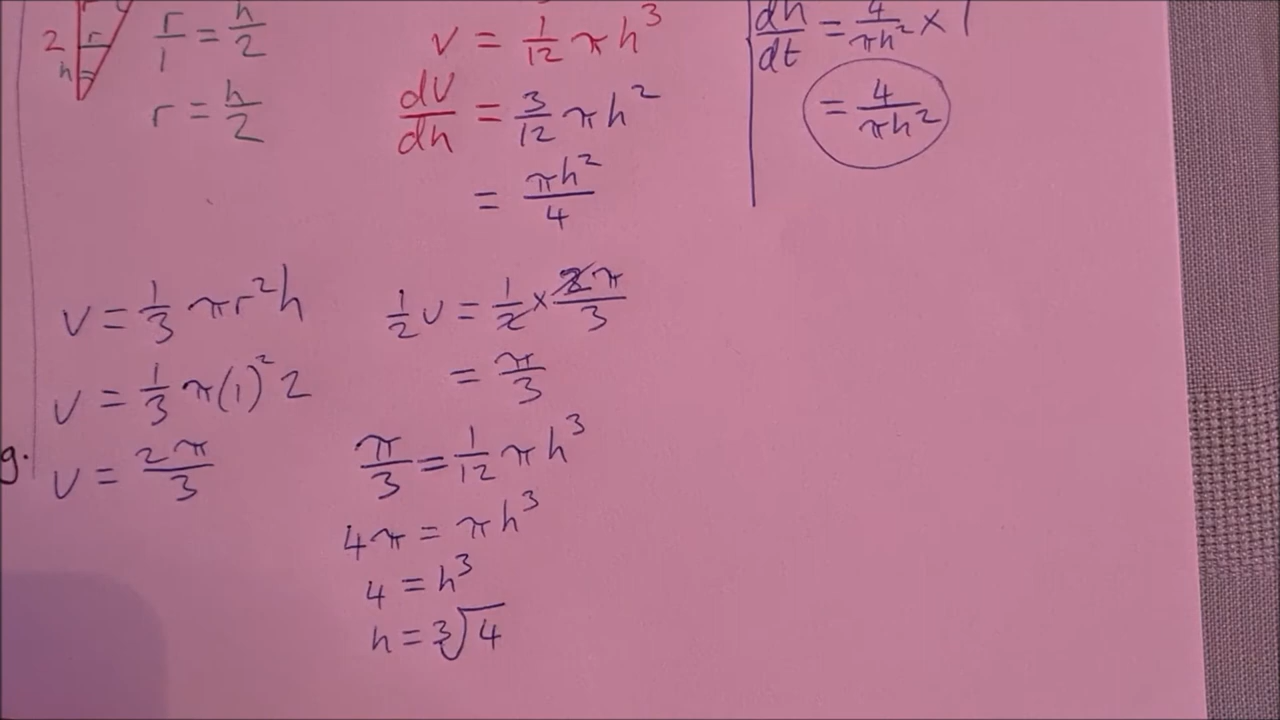 2 r h
r/1 = h/2
r = h/2
V = 1/12 πh³
dV/dh = 3/12 πh²
= πh²/4
dh/dt = 4/πh² × 1
= 4/πh²
V = 1/3 πr²h
V = 1/3 π(1)²2
g.
V = 2π/3
1/2 V = 1/2 × 2π/3
= π/3
π/3 = 1/12 πh³
4π = πh³
4 = h³
h = ³√4